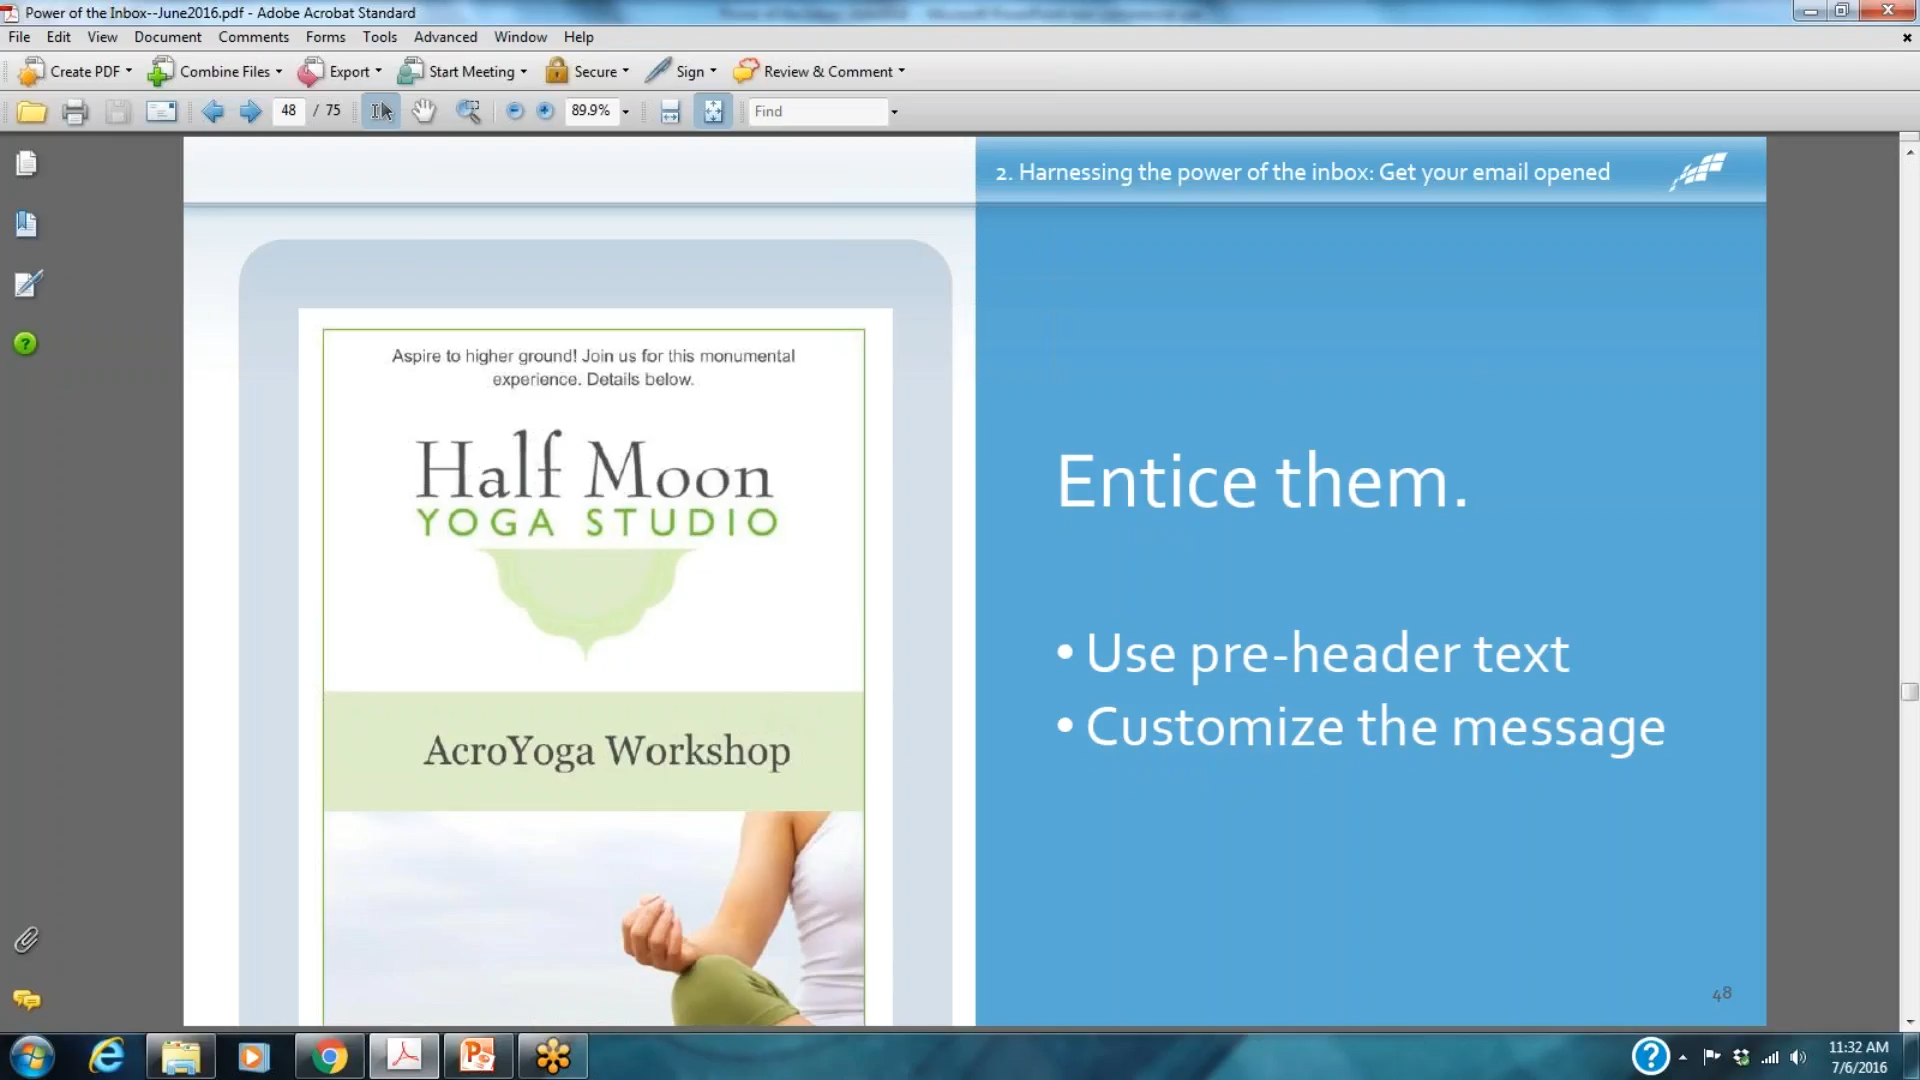 Power of the Inbox--June2016.pdf - Adobe Acrobat Standard
File Edit View Document Comments Forms Tools Advanced Window Help
Create PDF Combine Files Export Start Meeting Secure Sign Review & Comment
48 / 75 89.9% Find
2. Harnessing the power of the inbox: Get your email opened
Aspire to higher ground! Join us for this monumental
experience. Details below.
Half Moon
YOGA STUDIO
AcroYoga Workshop
Entice them.
• Use pre-header text
• Customize the message
48
11:32 AM
7/6/2016